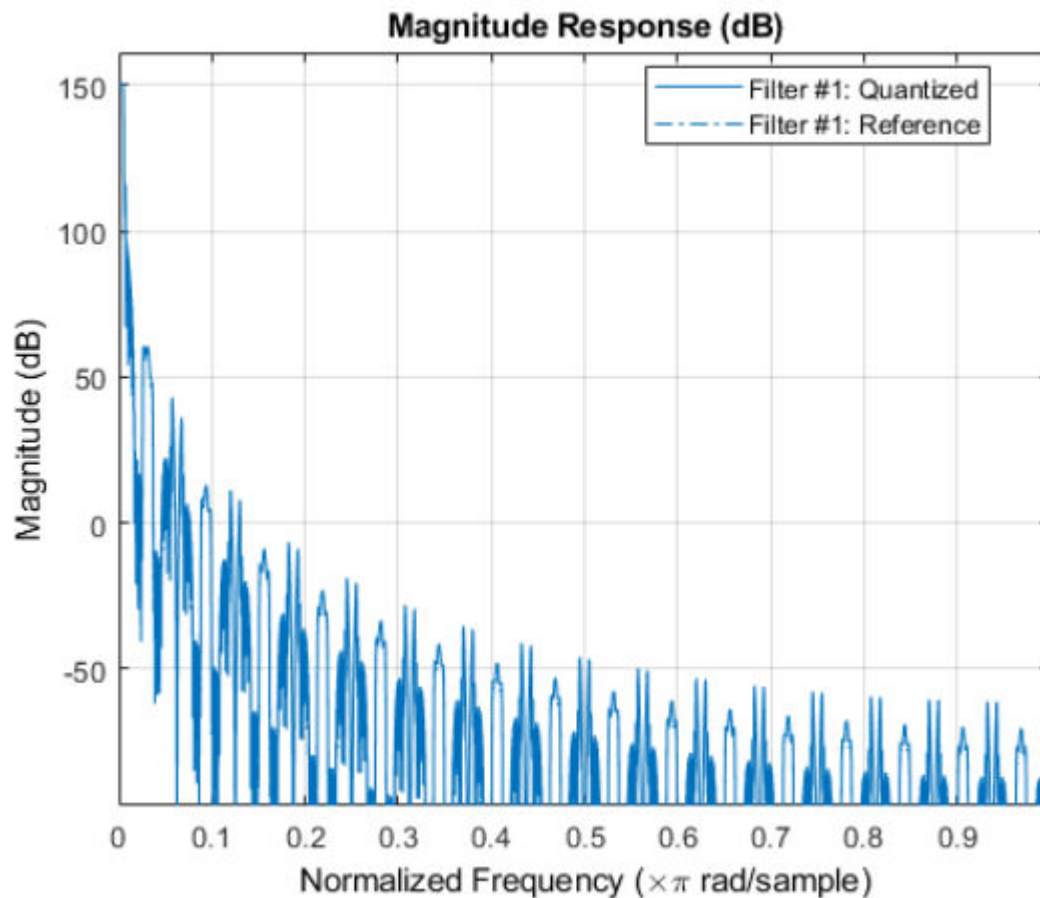 Magnitude Response (dB)
Filter #1: Quantized
Filter #1: Reference
150
100
50
0
-50
Magnitude (dB)
0 0.1 0.2 0.3 0.4 0.5 0.6 0.7 0.8 0.9
Normalized Frequency (×π rad/sample)